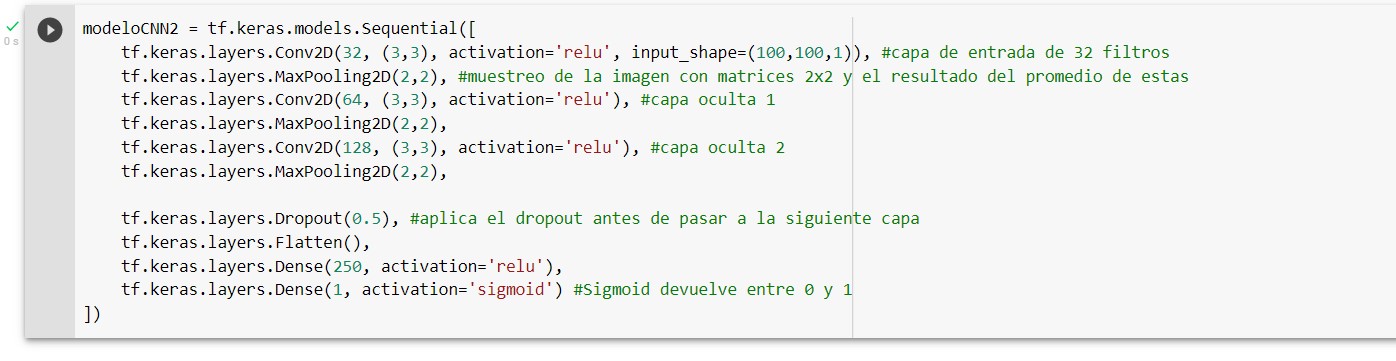 0 s
modeloCNN2 = tf.keras.models.Sequential([
    tf.keras.layers.Conv2D(32, (3,3), activation='relu', input_shape=(100,100,1)), #capa de entrada de 32 filtros
    tf.keras.layers.MaxPooling2D(2,2), #muestreo de la imagen con matrices 2x2 y el resultado del promedio de estas
    tf.keras.layers.Conv2D(64, (3,3), activation='relu'), #capa oculta 1
    tf.keras.layers.MaxPooling2D(2,2),
    tf.keras.layers.Conv2D(128, (3,3), activation='relu'), #capa oculta 2
    tf.keras.layers.MaxPooling2D(2,2),

    tf.keras.layers.Dropout(0.5), #aplica el dropout antes de pasar a la siguiente capa
    tf.keras.layers.Flatten(),
    tf.keras.layers.Dense(250, activation='relu'),
    tf.keras.layers.Dense(1, activation='sigmoid') #Sigmoid devuelve entre 0 y 1
])